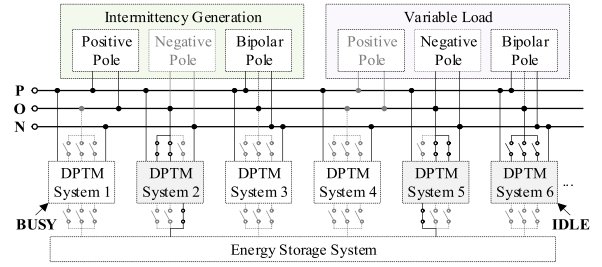 Intermittency Generation
Variable Load
Positive Pole
Negative Pole
Bipolar Pole
Positive Pole
Negative Pole
Bipolar Pole
P
O
N
DPTM System 1
DPTM System 2
DPTM System 3
DPTM System 4
DPTM System 5
DPTM System 6
...
BUSY
IDLE
Energy Storage System